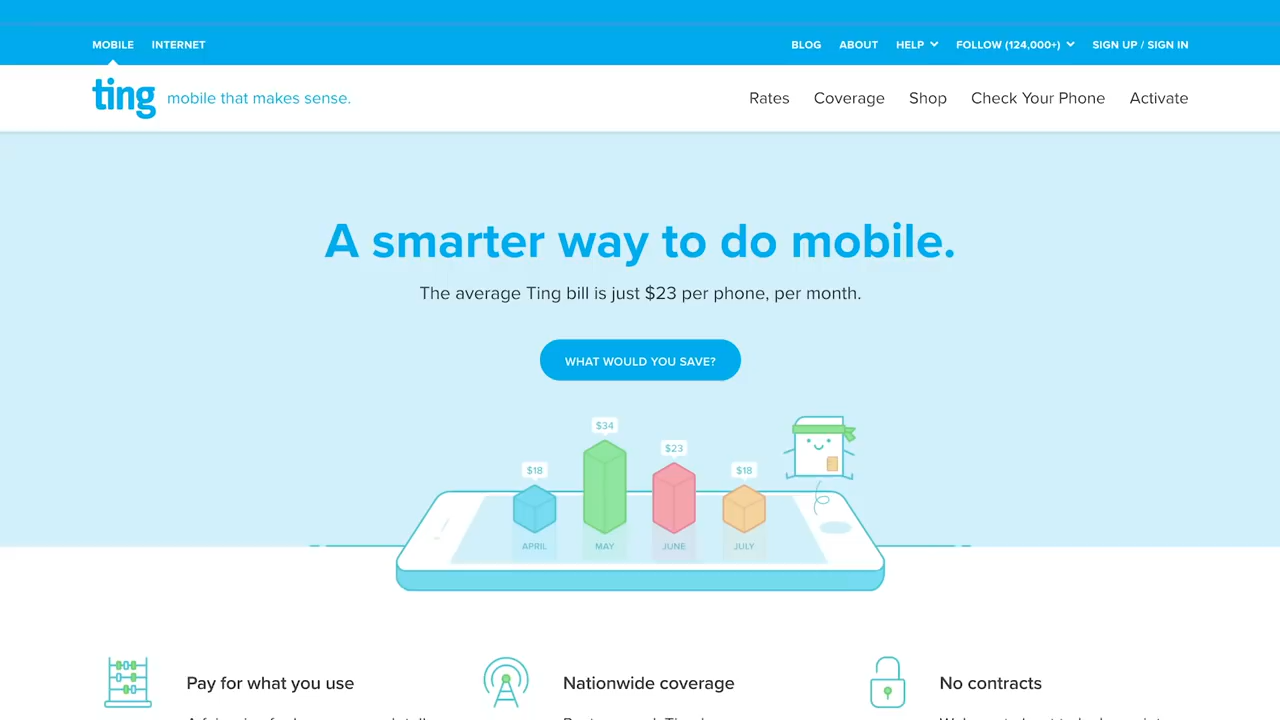 MOBILE INTERNET BLOG ABOUT HELP FOLLOW (124,000+) SIGN UP / SIGN IN
ting mobile that makes sense. Rates Coverage Shop Check Your Phone Activate
A smarter way to do mobile.
The average Ting bill is just $23 per phone, per month.
WHAT WOULD YOU SAVE?
$34
$23
$18 $18
APRIL MAY JUNE JULY
Pay for what you use Nationwide coverage No contracts